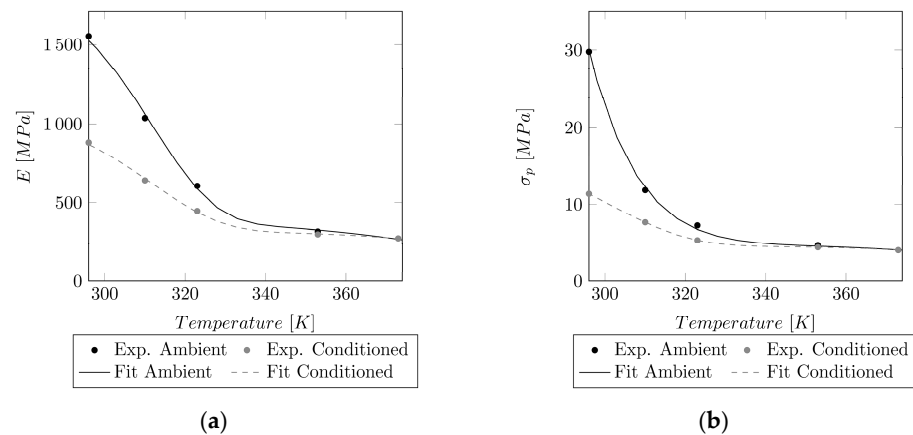 1 500
1 000
500
0
E [MPa]
300 320 340 360
Temperature [K]
Exp. Ambient Exp. Conditioned
Fit Ambient Fit Conditioned
(a)
30
20
10
0
σp [MPa]
300 320 340 360
Temperature [K]
Exp. Ambient Exp. Conditioned
Fit Ambient Fit Conditioned
(b)